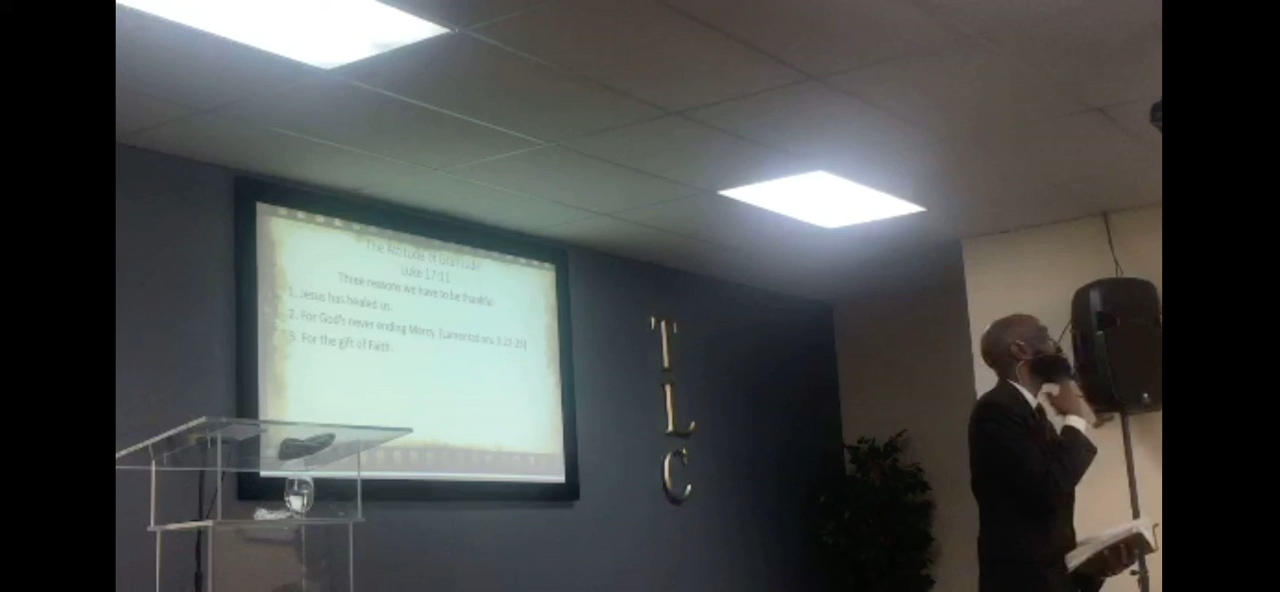 The Attitude of Gratitude
Luke 17:11
Three reasons we have to be thankful
1. Jesus has healed us.
2. For God's never ending Mercy (Lamentations 3:22-23)
3. For the gift of Faith.
T
L
C